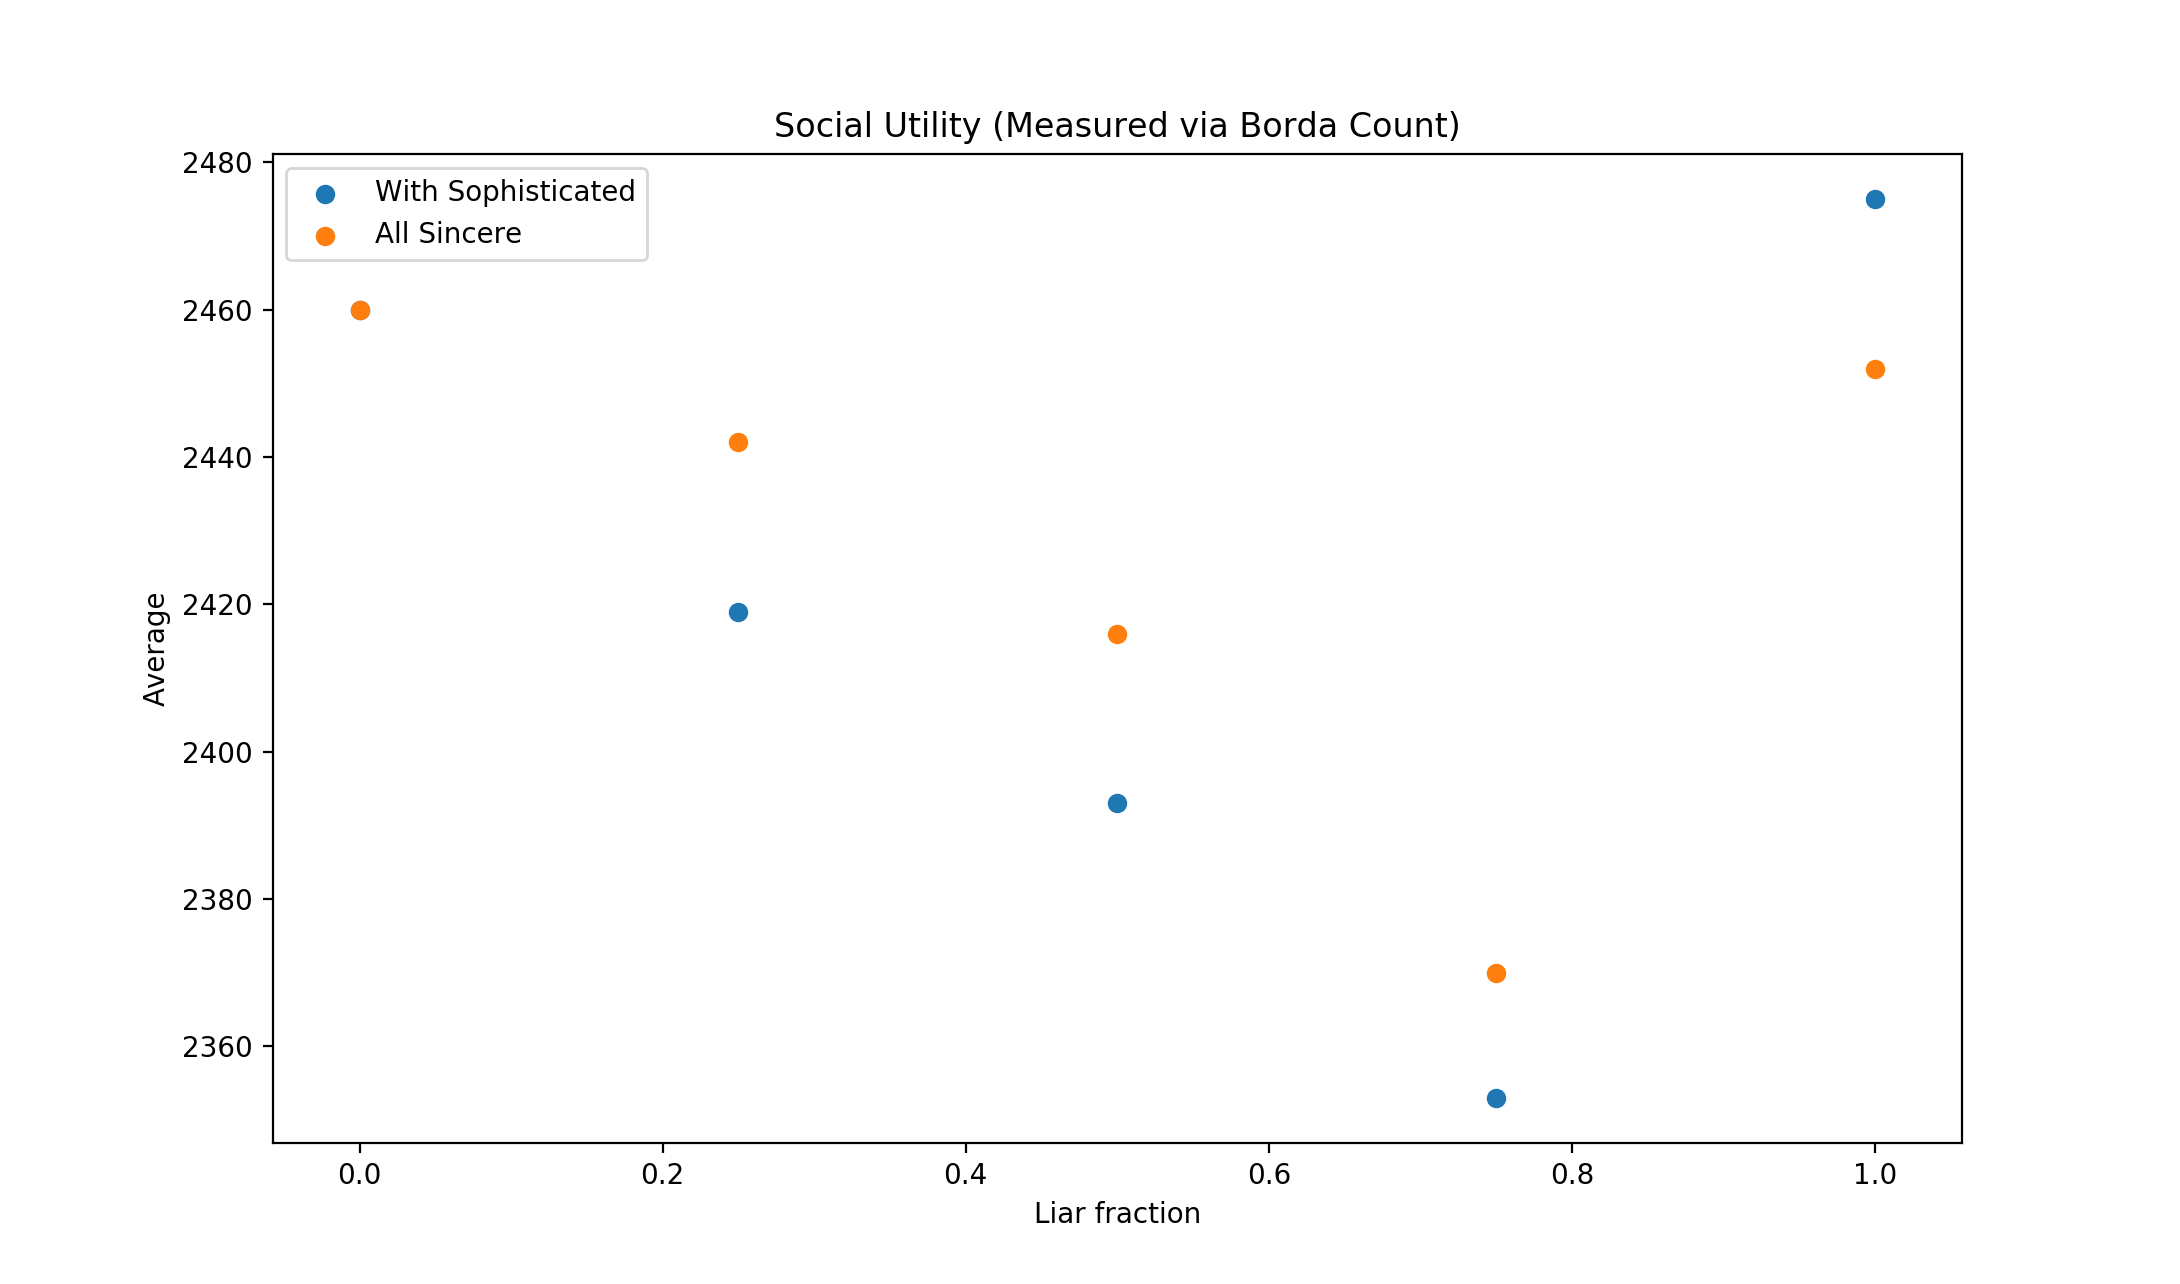 Social Utility (Measured via Borda Count)
With Sophisticated
All Sincere
2480
2460
2440
2420
2400
2380
2360
Average
0.0 0.2 0.4 0.6 0.8 1.0
Liar fraction